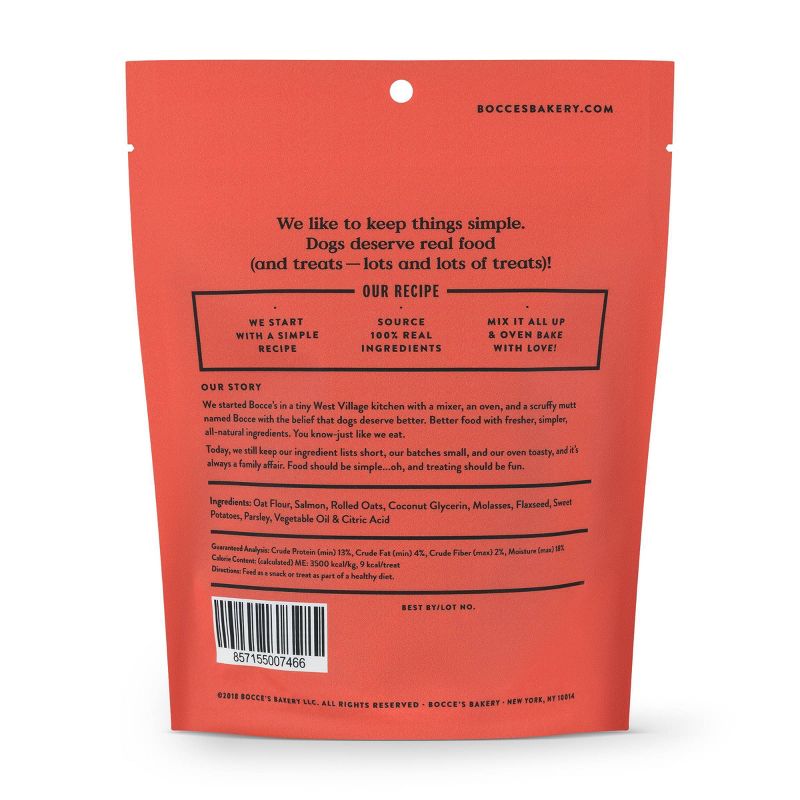 BOCCESBAKERY.COM
We like to keep things simple.
Dogs deserve real food
(and treats—lots and lots of treats)!
OUR RECIPE
WE START
WITH A SIMPLE
RECIPE
SOURCE
100% REAL
INGREDIENTS
MIX IT ALL UP
& OVEN BAKE
WITH LOVE!
OUR STORY
We started Bocce's in a tiny West Village kitchen with a mixer, an oven, and a scruffy mutt
named Bocce with the belief that dogs deserve better. Better food with fresher, simpler,
all-natural ingredients. You know-just like we eat.
Today, we still keep our ingredient lists short, our batches small, and our oven toasty, and it's
always a family affair. Food should be simple...oh, and treating should be fun.
Ingredients: Oat Flour, Salmon, Rolled Oats, Coconut Glycerin, Molasses, Flaxseed, Sweet
Potatoes, Parsley, Vegetable Oil & Citric Acid
Guaranteed Analysis: Crude Protein (min) 13%, Crude Fat (min) 4%, Crude Fiber (max) 2%, Moisture (max) 18%
Calorie Content: (calculated) ME: 3500 kcal/kg, 9 kcal/treat
Directions: Feed as a snack or treat as part of a healthy diet.
BEST BY/LOT NO.
857155007466
©2018 BOCCE'S BAKERY LLC. ALL RIGHTS RESERVED · BOCCE'S BAKERY · NEW YORK, NY 10014